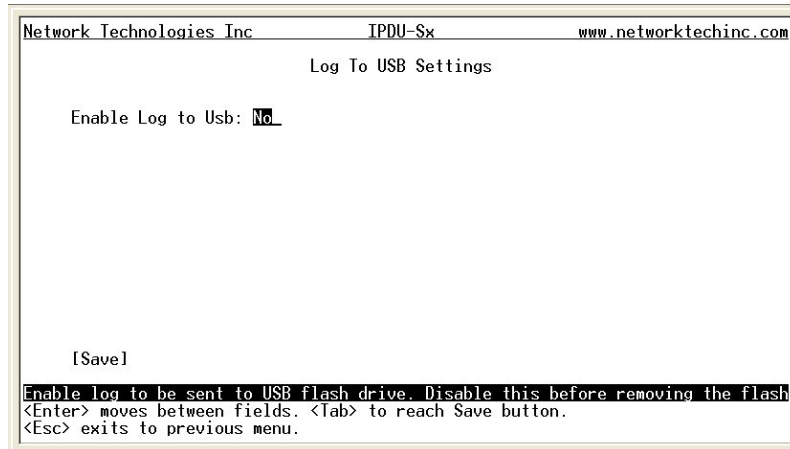 Network Technologies Inc IPDU-Sx www.networktechinc.com
Log To USB Settings
Enable Log to Usb: No
[Save]
Enable log to be sent to USB flash drive. Disable this before removing the flash
<Enter> moves between fields. <Tab> to reach Save button.
<Esc> exits to previous menu.